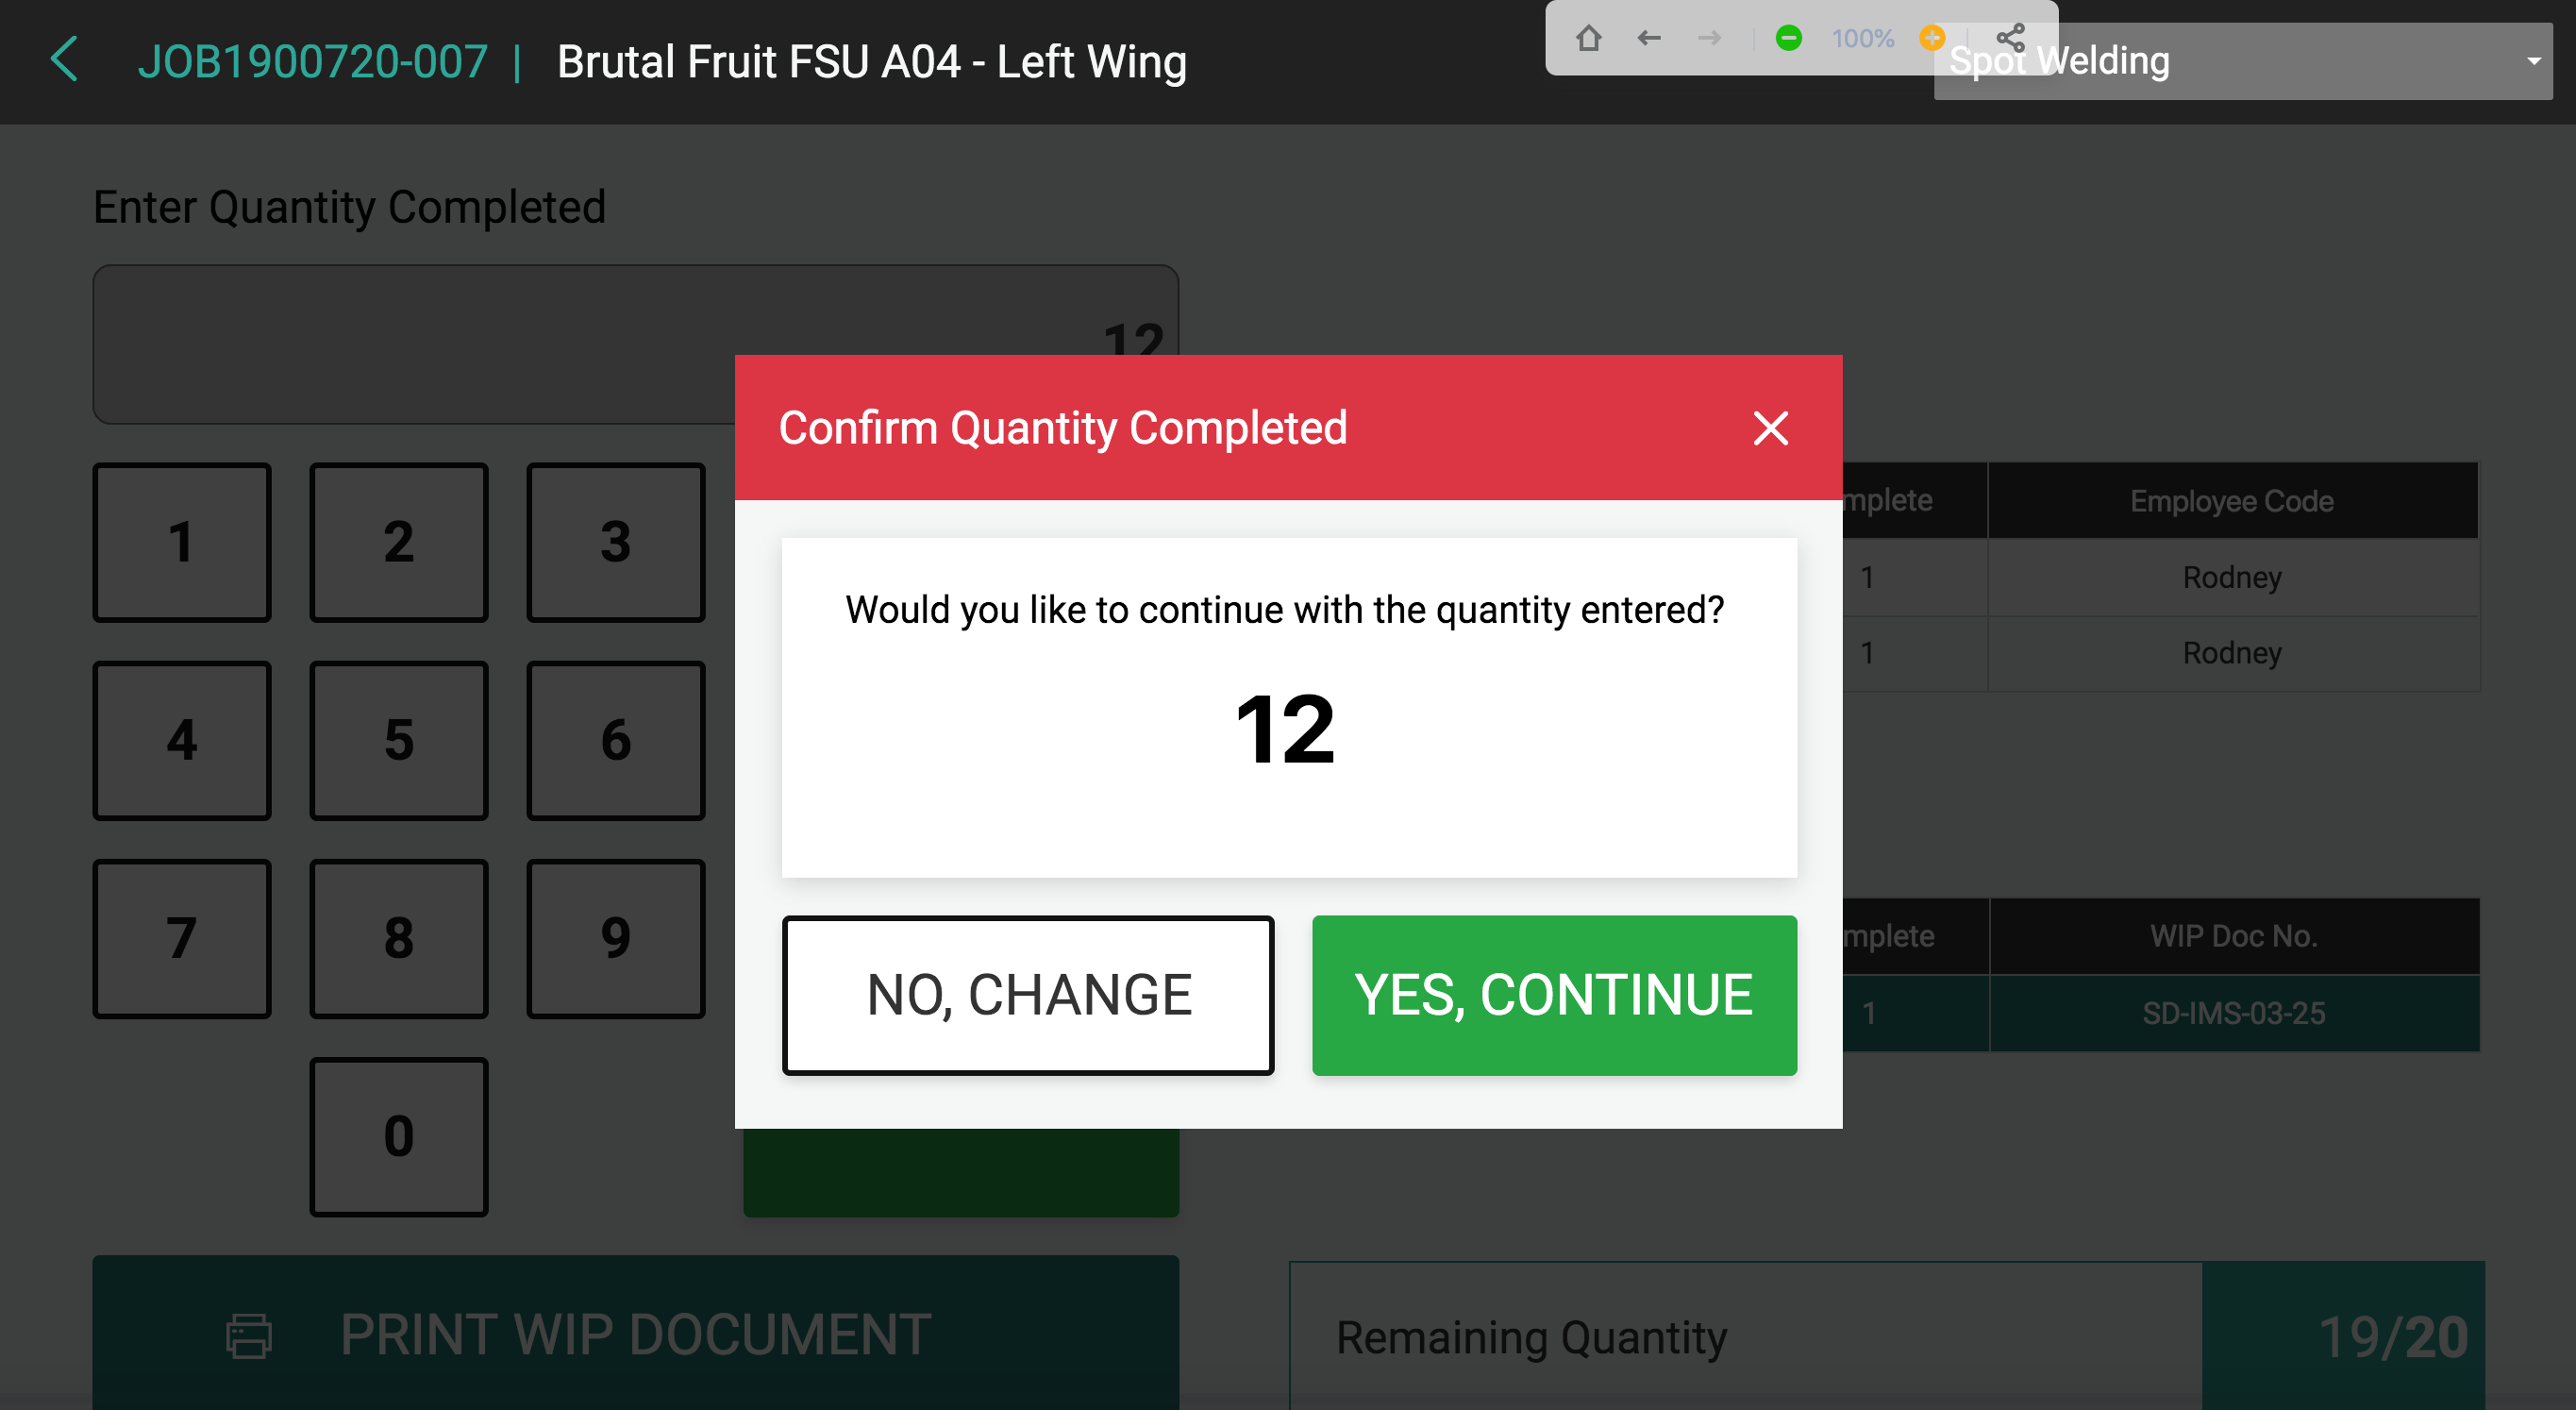 JOB1900720-007 | Brutal Fruit FSU A04 - Left Wing
100%
Spot Welding
Enter Quantity Completed
12
Confirm Quantity Completed
Would you like to continue with the quantity entered?
12
NO, CHANGE
YES, CONTINUE
1 2 3
4 5 6
7 8 9
0
mplete Employee Code
1 Rodney
1 Rodney
mplete WIP Doc No.
1 SD-IMS-03-25
PRINT WIP DOCUMENT
Remaining Quantity 19/20